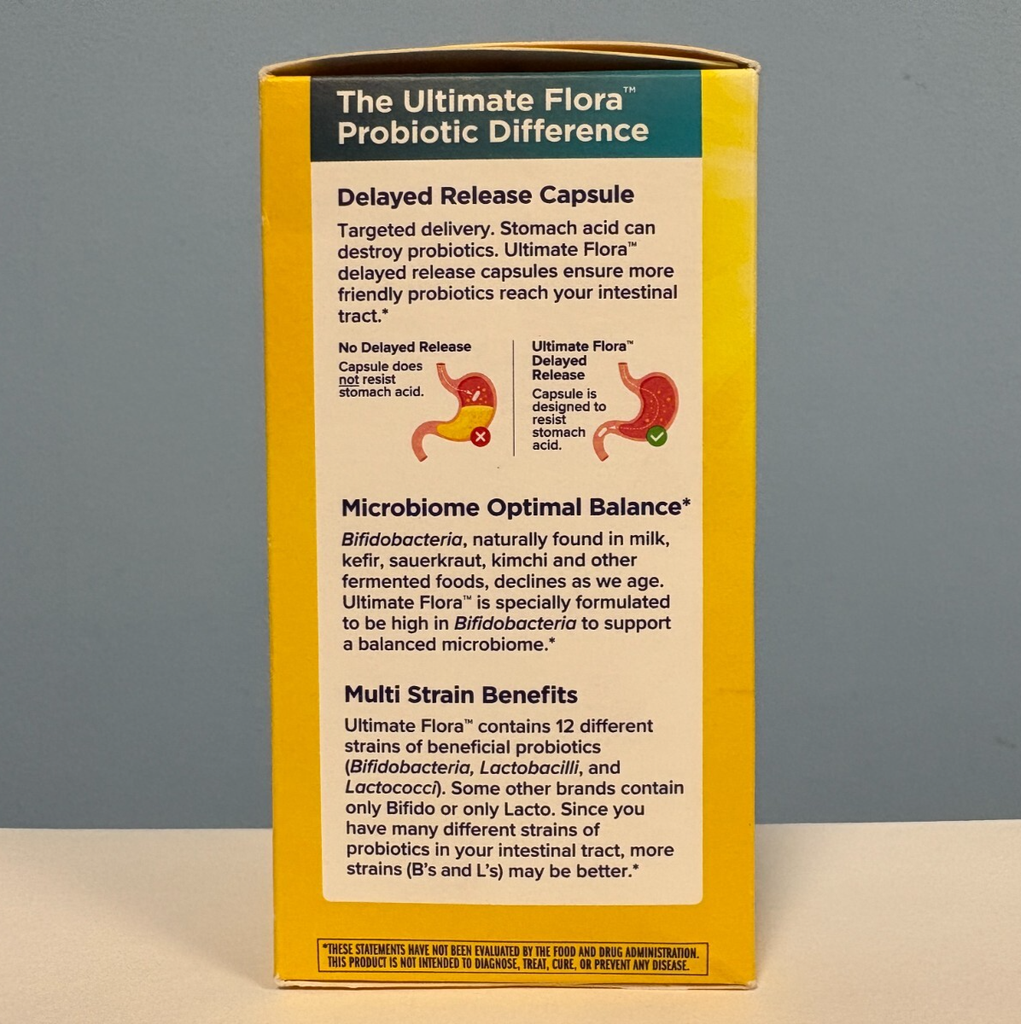 The Ultimate Flora™
Probiotic Difference
Delayed Release Capsule
Targeted delivery. Stomach acid can
destroy probiotics. Ultimate Flora™
delayed release capsules ensure more
friendly probiotics reach your intestinal
tract.*
No Delayed Release
Capsule does
not resist
stomach acid.
Ultimate Flora™
Delayed
Release
Capsule is
designed to
resist
stomach
acid.
Microbiome Optimal Balance*
Bifidobacteria, naturally found in milk,
kefir, sauerkraut, kimchi and other
fermented foods, declines as we age.
Ultimate Flora™ is specially formulated
to be high in Bifidobacteria to support
a balanced microbiome.*
Multi Strain Benefits
Ultimate Flora™ contains 12 different
strains of beneficial probiotics
(Bifidobacteria, Lactobacilli, and
Lactococci). Some other brands contain
only Bifido or only Lacto. Since you
have many different strains of
probiotics in your intestinal tract, more
strains (B's and L's) may be better.*
*THESE STATEMENTS HAVE NOT BEEN EVALUATED BY THE FOOD AND DRUG ADMINISTRATION.
THIS PRODUCT IS NOT INTENDED TO DIAGNOSE, TREAT, CURE, OR PREVENT ANY DISEASE.